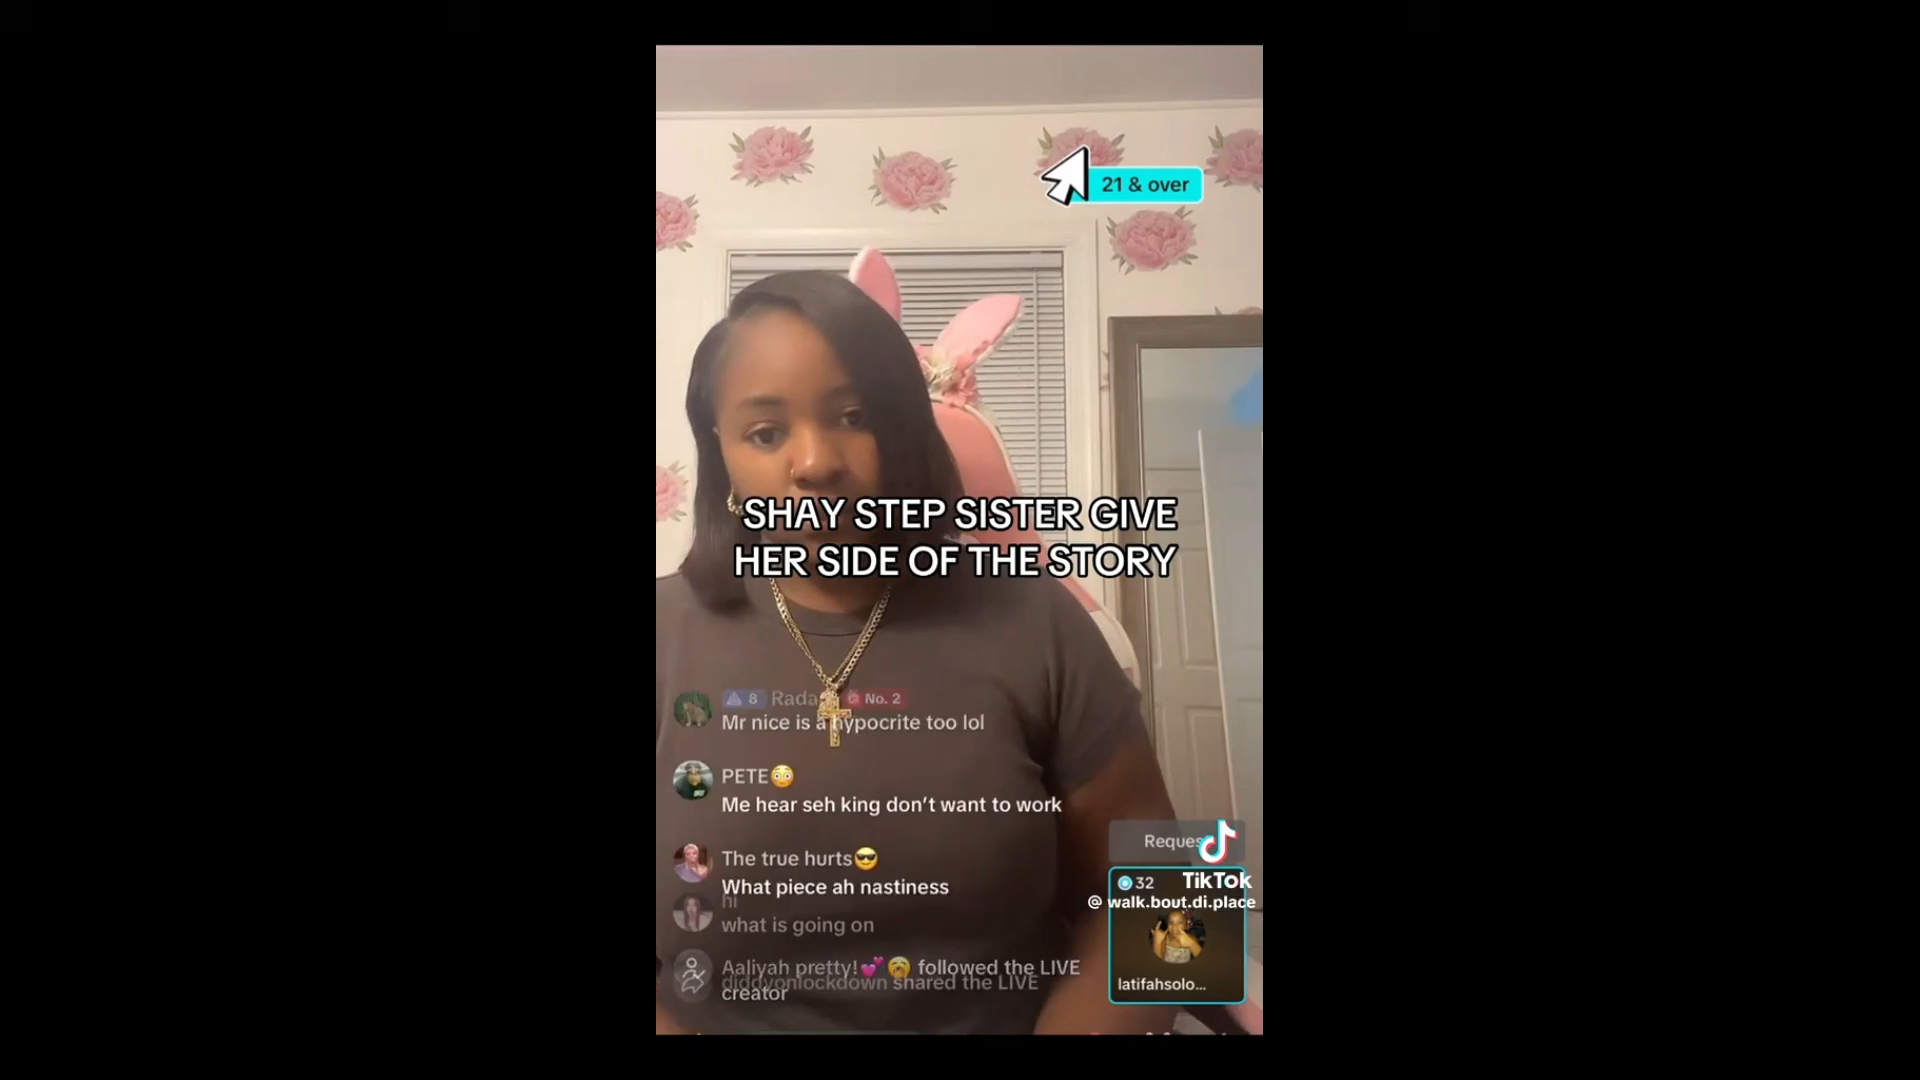 21 & over
SHAY STEP SISTER GIVE
HER SIDE OF THE STORY
8 Rada No. 2
Mr nice is a hypocrite too lol
PETE😳
Me hear seh king don't want to work
The true hurts😎
What piece ah nastiness
hi
what is going on
Aaliyah pretty!💕😭 followed the LIVE
creator
diddyonlockdown shared the LIVE
Reques
32
TikTok
@ walk.bout.di.place
latifahsolo...